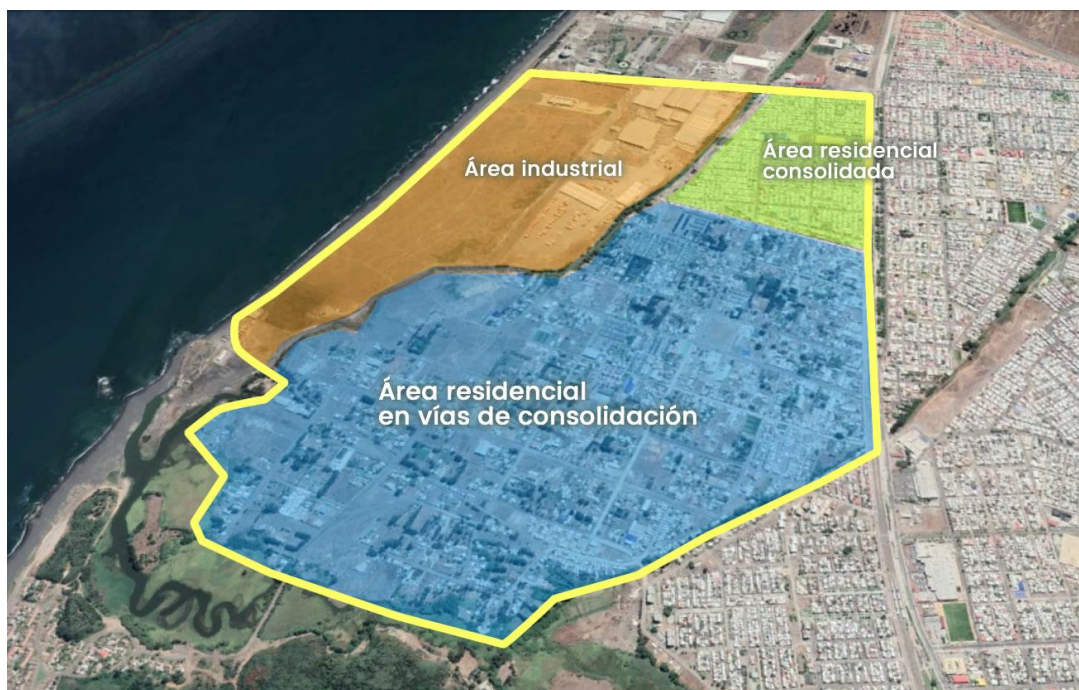 Área industrial
Área residencial
consolidada
Área residencial
en vías de consolidación